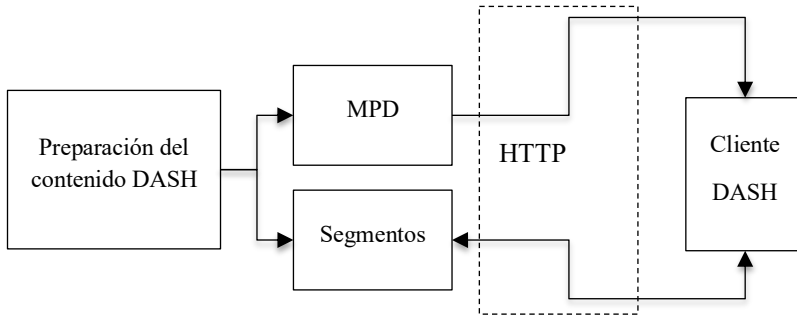 Preparación del
contenido DASH
MPD
Segmentos
HTTP
Cliente
DASH